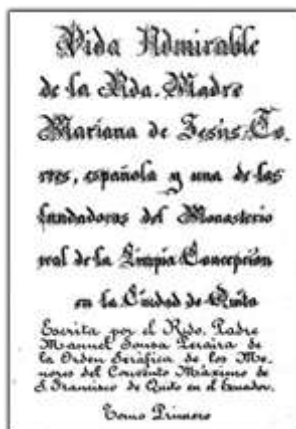 Vida Admirable
de la Rda. Madre
Mariana de Jesús To-
rres, española y una de las
fundadoras del Monasterio
real de la Limpia Concepción
en la Ciudad de Quito
Escrita por el Rdo. Padre
Manuel Sousa Peraira de
la Orden Seráfica de los Me-
nores del Convento Máximo de
S. Francisco de Quito en el Ecuador.
Tomo Primero